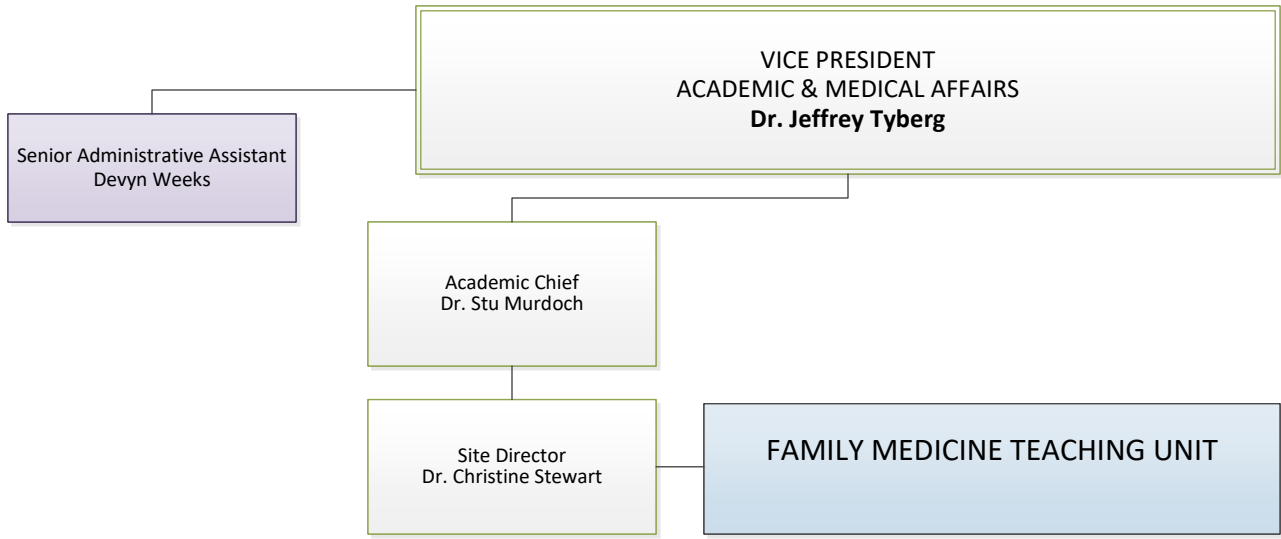 VICE PRESIDENT
ACADEMIC & MEDICAL AFFAIRS
Dr. Jeffrey Tyberg
Senior Administrative Assistant
Devyn Weeks
Academic Chief
Dr. Stu Murdoch
Site Director
Dr. Christine Stewart
FAMILY MEDICINE TEACHING UNIT